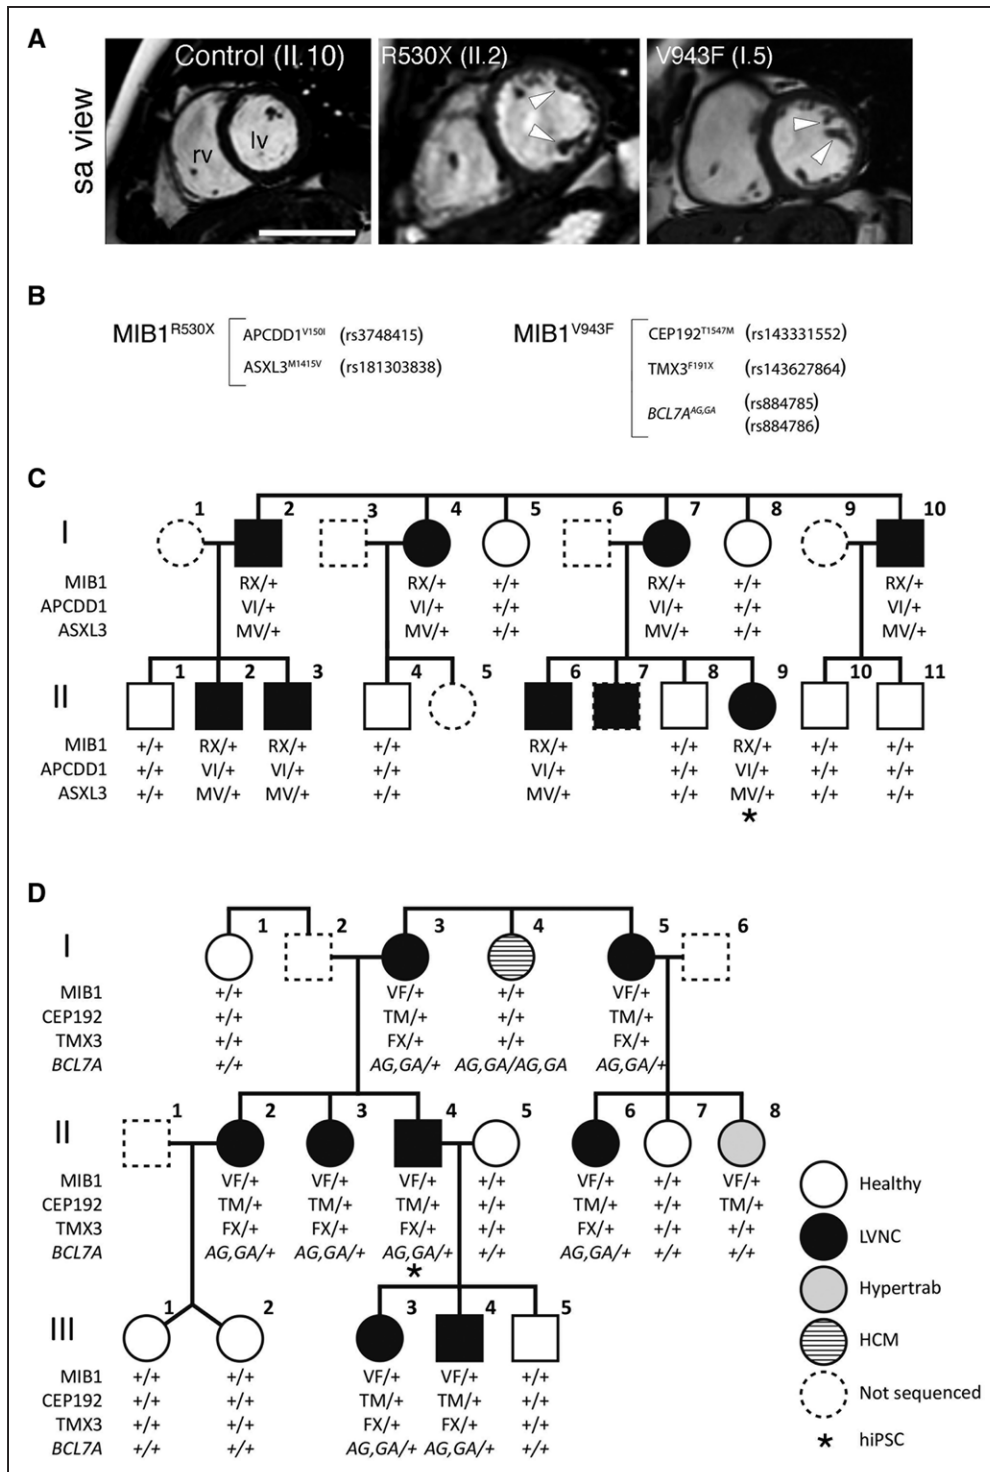 A
Control (II.10) R530X (II.2) V943F (I.5)
sa view
rv lv
B
MIB1R530X APCDD1V150I (rs3748415)
ASXL3M1415V (rs181303838)
MIB1V943F CEP192T1547M (rs143331552)
TMX3F191X (rs143627864)
BCL7AAG,GA (rs884785)
(rs884786)
C
1 2 3 4 5 6 7 8 9 10
I
MIB1 RX/+ RX/+ +/+ RX/+ +/+ RX/+
APCDD1 VI/+ VI/+ +/+ VI/+ +/+ VI/+
ASXL3 MV/+ MV/+ +/+ MV/+ +/+ MV/+
1 2 3 4 5 6 7 8 9 10 11
II
MIB1 +/+ RX/+ RX/+ +/+ RX/+ +/+ RX/+ +/+ +/+
APCDD1 +/+ VI/+ VI/+ +/+ VI/+ +/+ VI/+ +/+ +/+
ASXL3 +/+ MV/+ MV/+ +/+ MV/+ +/+ MV/+ +/+ +/+
*
D
1 2 3 4 5 6
I
MIB1 +/+ VF/+ +/+ VF/+
CEP192 +/+ TM/+ +/+ TM/+
TMX3 +/+ FX/+ +/+ FX/+
BCL7A +/+ AG,GA/+ AG,GA/AG,GA AG,GA/+
1 2 3 4 5 6 7 8
II
MIB1 VF/+ VF/+ VF/+ +/+ VF/+ +/+ VF/+
CEP192 TM/+ TM/+ TM/+ +/+ TM/+ +/+ TM/+
TMX3 FX/+ FX/+ FX/+ +/+ FX/+ +/+ +/+
BCL7A AG,GA/+ AG,GA/+ AG,GA/+ +/+ AG,GA/+ +/+ +/+
*
1 2 3 4 5
III
MIB1 +/+ +/+ VF/+ VF/+ +/+
CEP192 +/+ +/+ TM/+ TM/+ +/+
TMX3 +/+ +/+ FX/+ FX/+ +/+
BCL7A +/+ +/+ AG,GA/+ AG,GA/+ +/+
Healthy
LVNC
Hypertrab
HCM
Not sequenced
* hiPSC